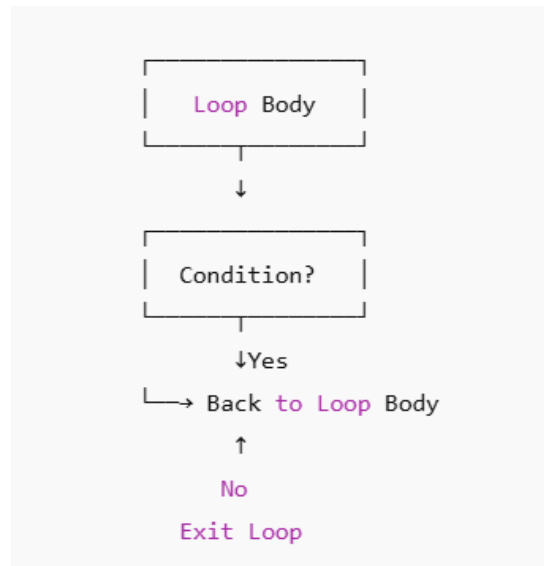 Loop Body
↓
Condition?
↓Yes
└──→ Back to Loop Body
↑
No
Exit Loop